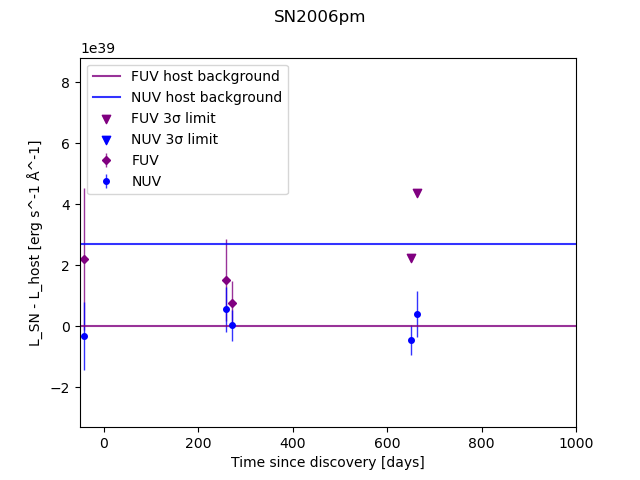 SN2006pm
1e39
FUV host background
NUV host background
FUV 3σ limit
NUV 3σ limit
FUV
NUV
8
6
4
2
0
−2
L_SN - L_host [erg s^-1 Å^-1]
0 200 400 600 800 1000
Time since discovery [days]